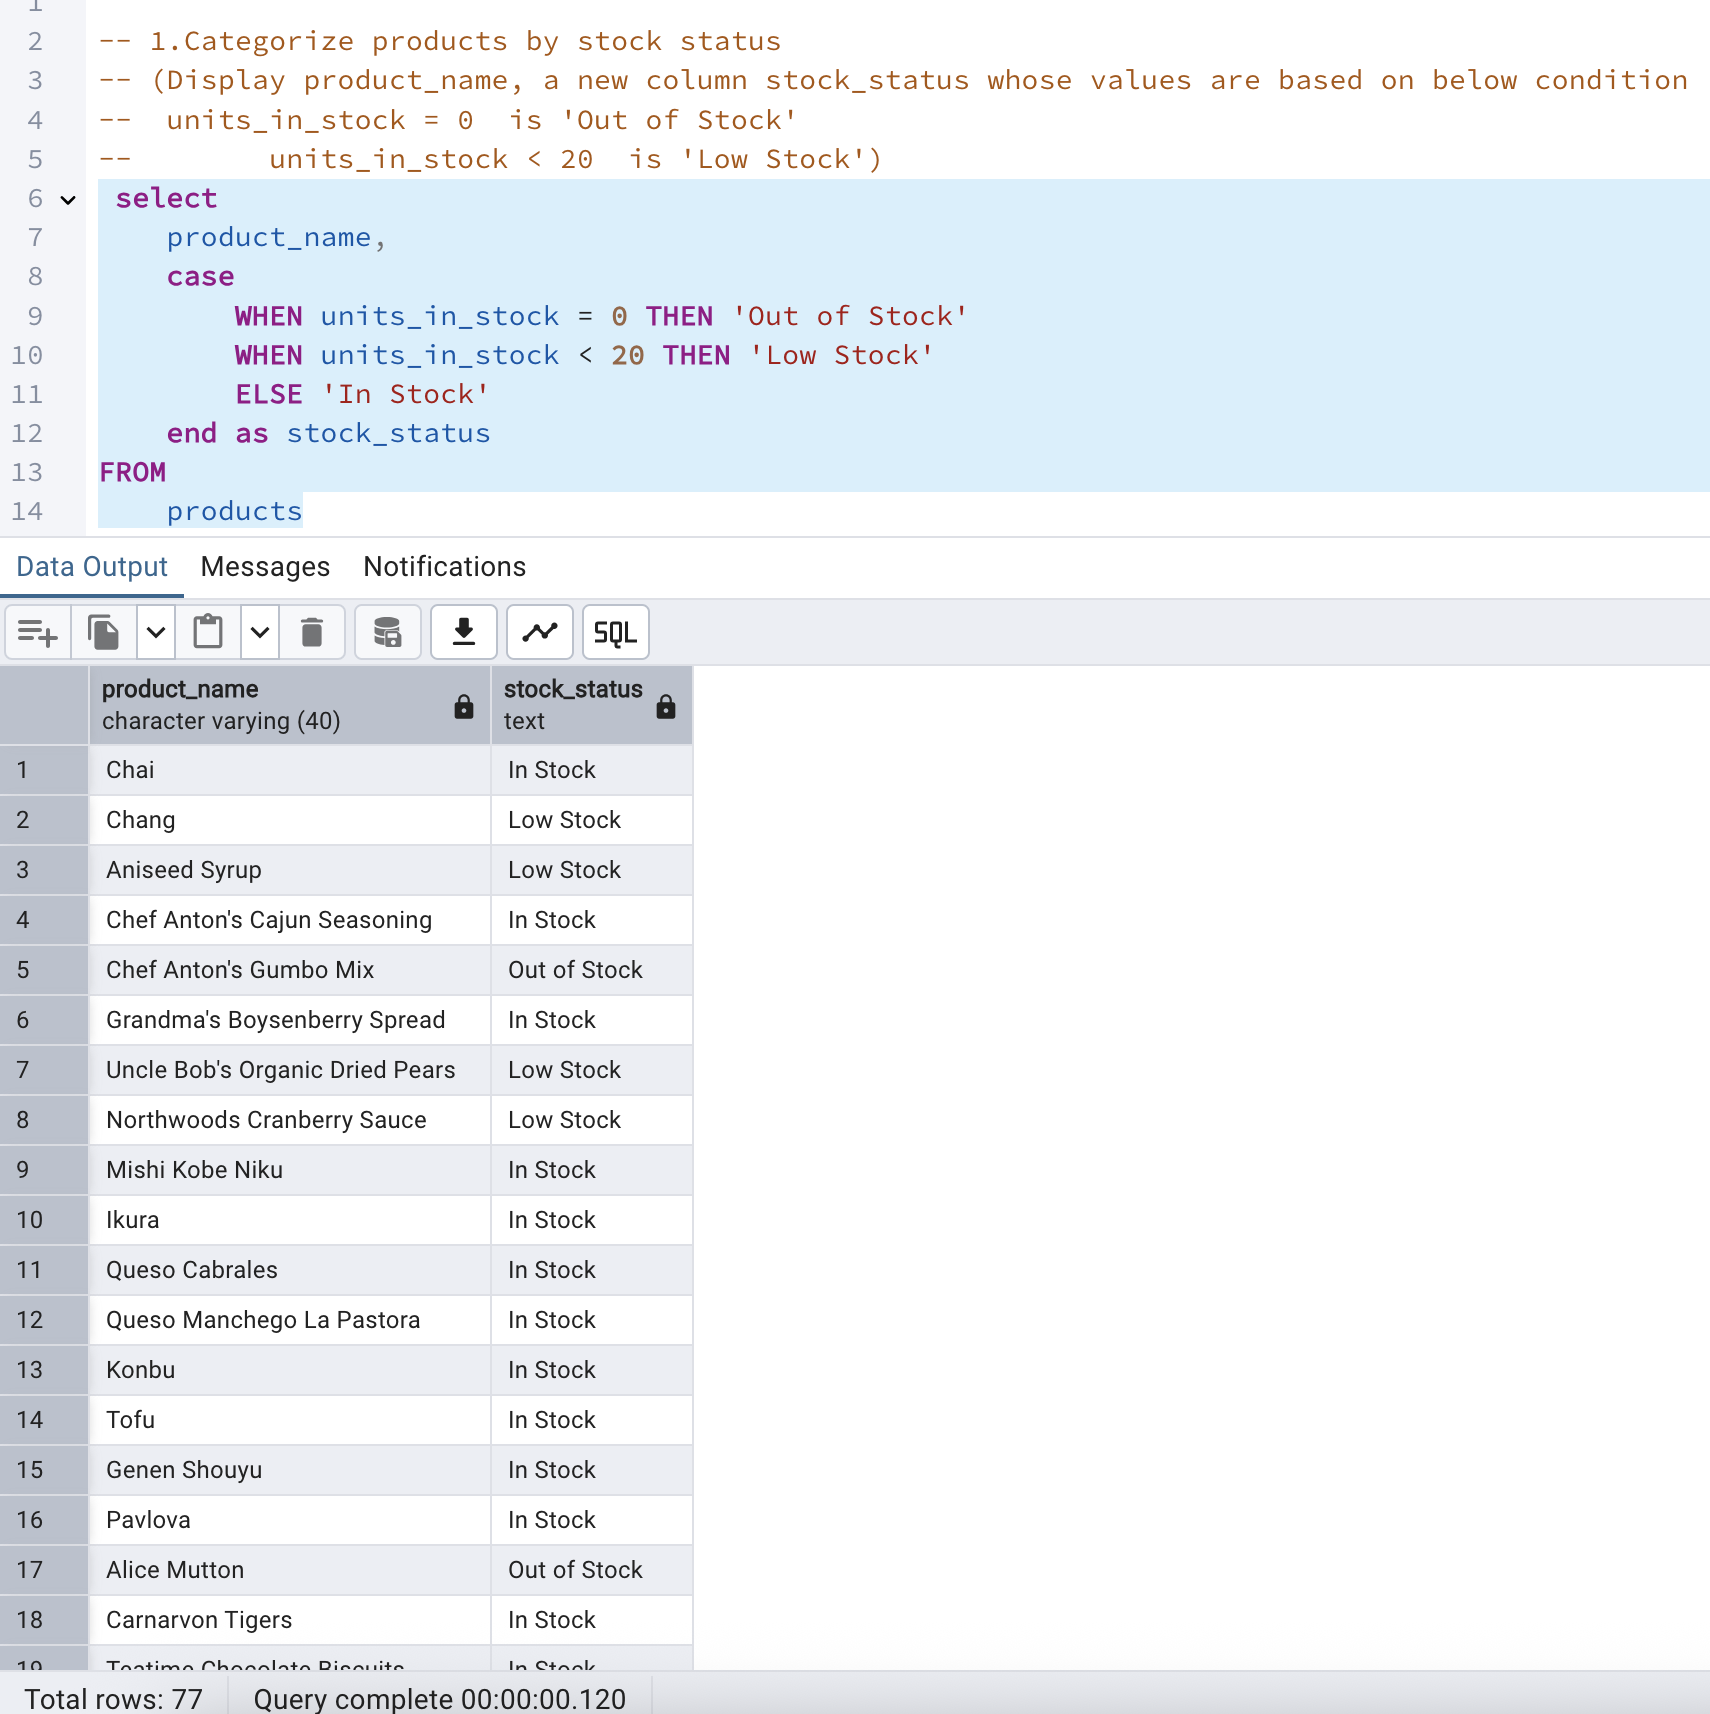 1
2 -- 1.Categorize products by stock status
3 -- (Display product_name, a new column stock_status whose values are based on below condition
4 --  units_in_stock = 0  is 'Out of Stock'
5 --        units_in_stock < 20  is 'Low Stock')
6 select
7 product_name,
8 case
9 WHEN units_in_stock = 0 THEN 'Out of Stock'
10 WHEN units_in_stock < 20 THEN 'Low Stock'
11 ELSE 'In Stock'
12 end as stock_status
13 FROM
14 products
Data Output Messages Notifications
SQL
product_name stock_status
character varying (40) text
1 Chai In Stock
2 Chang Low Stock
3 Aniseed Syrup Low Stock
4 Chef Anton's Cajun Seasoning In Stock
5 Chef Anton's Gumbo Mix Out of Stock
6 Grandma's Boysenberry Spread In Stock
7 Uncle Bob's Organic Dried Pears Low Stock
8 Northwoods Cranberry Sauce Low Stock
9 Mishi Kobe Niku In Stock
10 Ikura In Stock
11 Queso Cabrales In Stock
12 Queso Manchego La Pastora In Stock
13 Konbu In Stock
14 Tofu In Stock
15 Genen Shouyu In Stock
16 Pavlova In Stock
17 Alice Mutton Out of Stock
18 Carnarvon Tigers In Stock
19 Teatime Chocolate Biscuits In Stock
Total rows: 77 Query complete 00:00:00.120